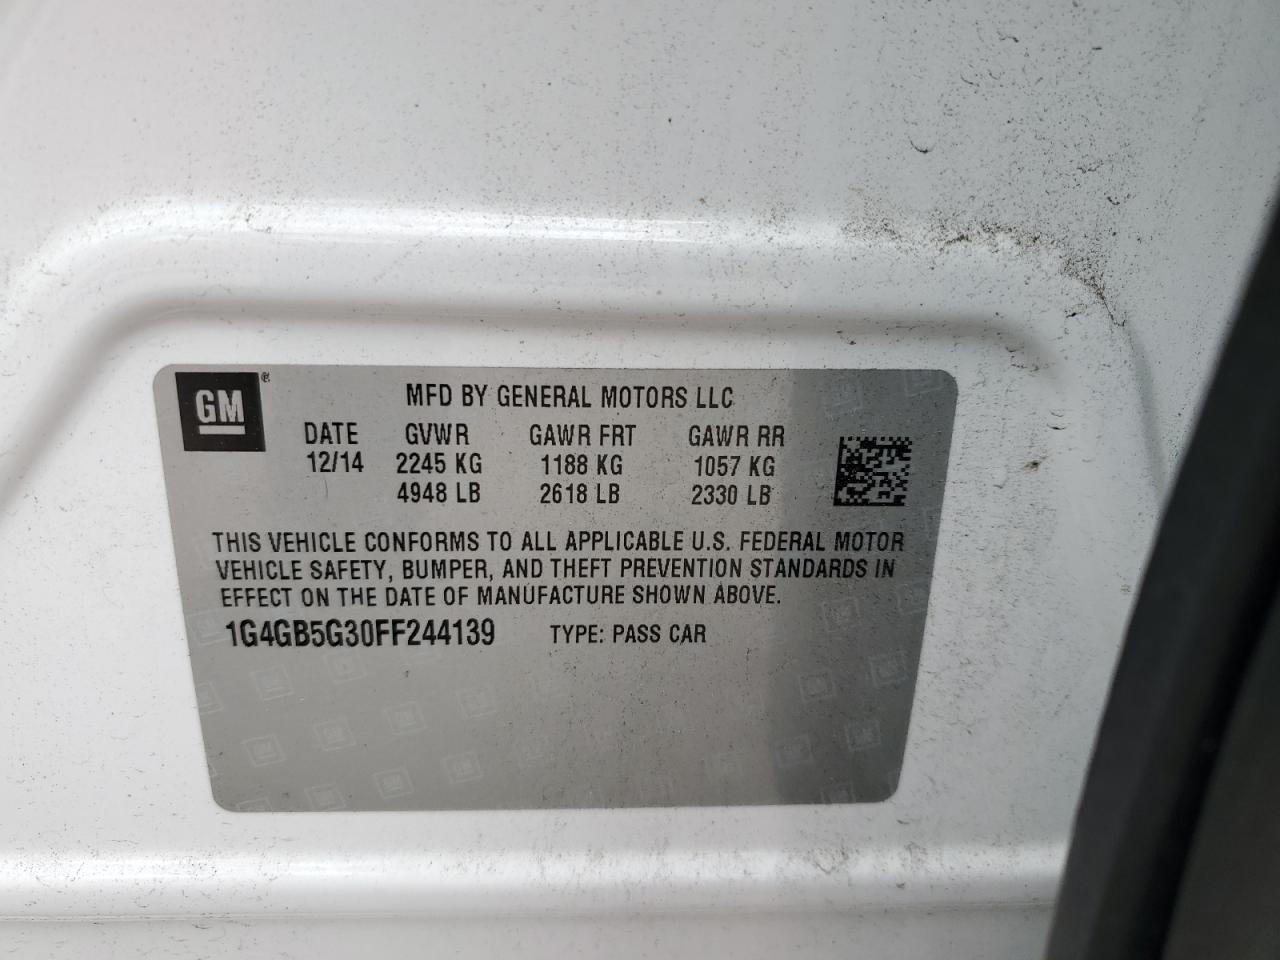 GM®
MFD BY GENERAL MOTORS LLC
DATE GVWR GAWR FRT GAWR RR
12/14 2245 KG 1188 KG 1057 KG
4948 LB 2618 LB 2330 LB
THIS VEHICLE CONFORMS TO ALL APPLICABLE U.S. FEDERAL MOTOR
VEHICLE SAFETY, BUMPER, AND THEFT PREVENTION STANDARDS IN
EFFECT ON THE DATE OF MANUFACTURE SHOWN ABOVE.
1G4GB5G30FF244139 TYPE: PASS CAR